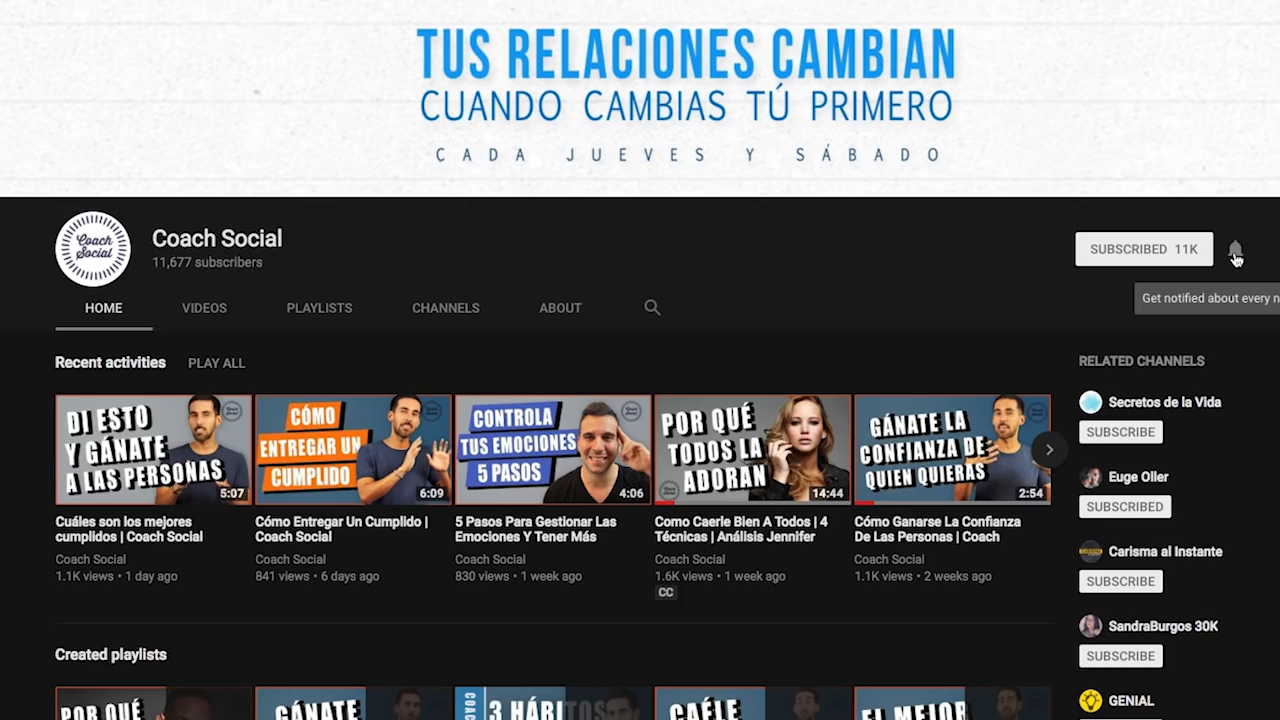 TUS RELACIONES CAMBIAN
CUANDO CAMBIAS TÚ PRIMERO
CADA JUEVES Y SÁBADO
Coach
Social
Coach Social
11,677 subscribers
SUBSCRIBED 11K
Get notified about every n
HOME VIDEOS PLAYLISTS CHANNELS ABOUT
Recent activities PLAY ALL
DI ESTO
Y GÁNATE
A LAS PERSONAS
5:07
Cuáles son los mejores
cumplidos | Coach Social
Coach Social
1.1K views • 1 day ago
CÓMO
ENTREGAR UN
CUMPLIDO
6:09
Cómo Entregar Un Cumplido |
Coach Social
Coach Social
841 views • 6 days ago
CONTROLA
TUS EMOCIONES
5 PASOS
4:06
5 Pasos Para Gestionar Las
Emociones Y Tener Más
Coach Social
830 views • 1 week ago
POR QUÉ
TODOS LA
ADORAN
14:44
Como Caerle Bien A Todos | 4
Técnicas | Análisis Jennifer
Coach Social
1.6K views • 1 week ago
CC
GÁNATE LA
CONFIANZA DE
QUIEN QUIERAS
2:54
Cómo Ganarse La Confianza
De Las Personas | Coach
Coach Social
1.1K views • 2 weeks ago
RELATED CHANNELS
Secretos de la Vida
SUBSCRIBE
Euge Oller
SUBSCRIBED
Carisma al Instante
SUBSCRIBE
SandraBurgos 30K
SUBSCRIBE
GENIAL
Created playlists
POR QUÉ
GÁNATE
COAC
3 HÁBITOS
CAÉLE
EL MEJOR